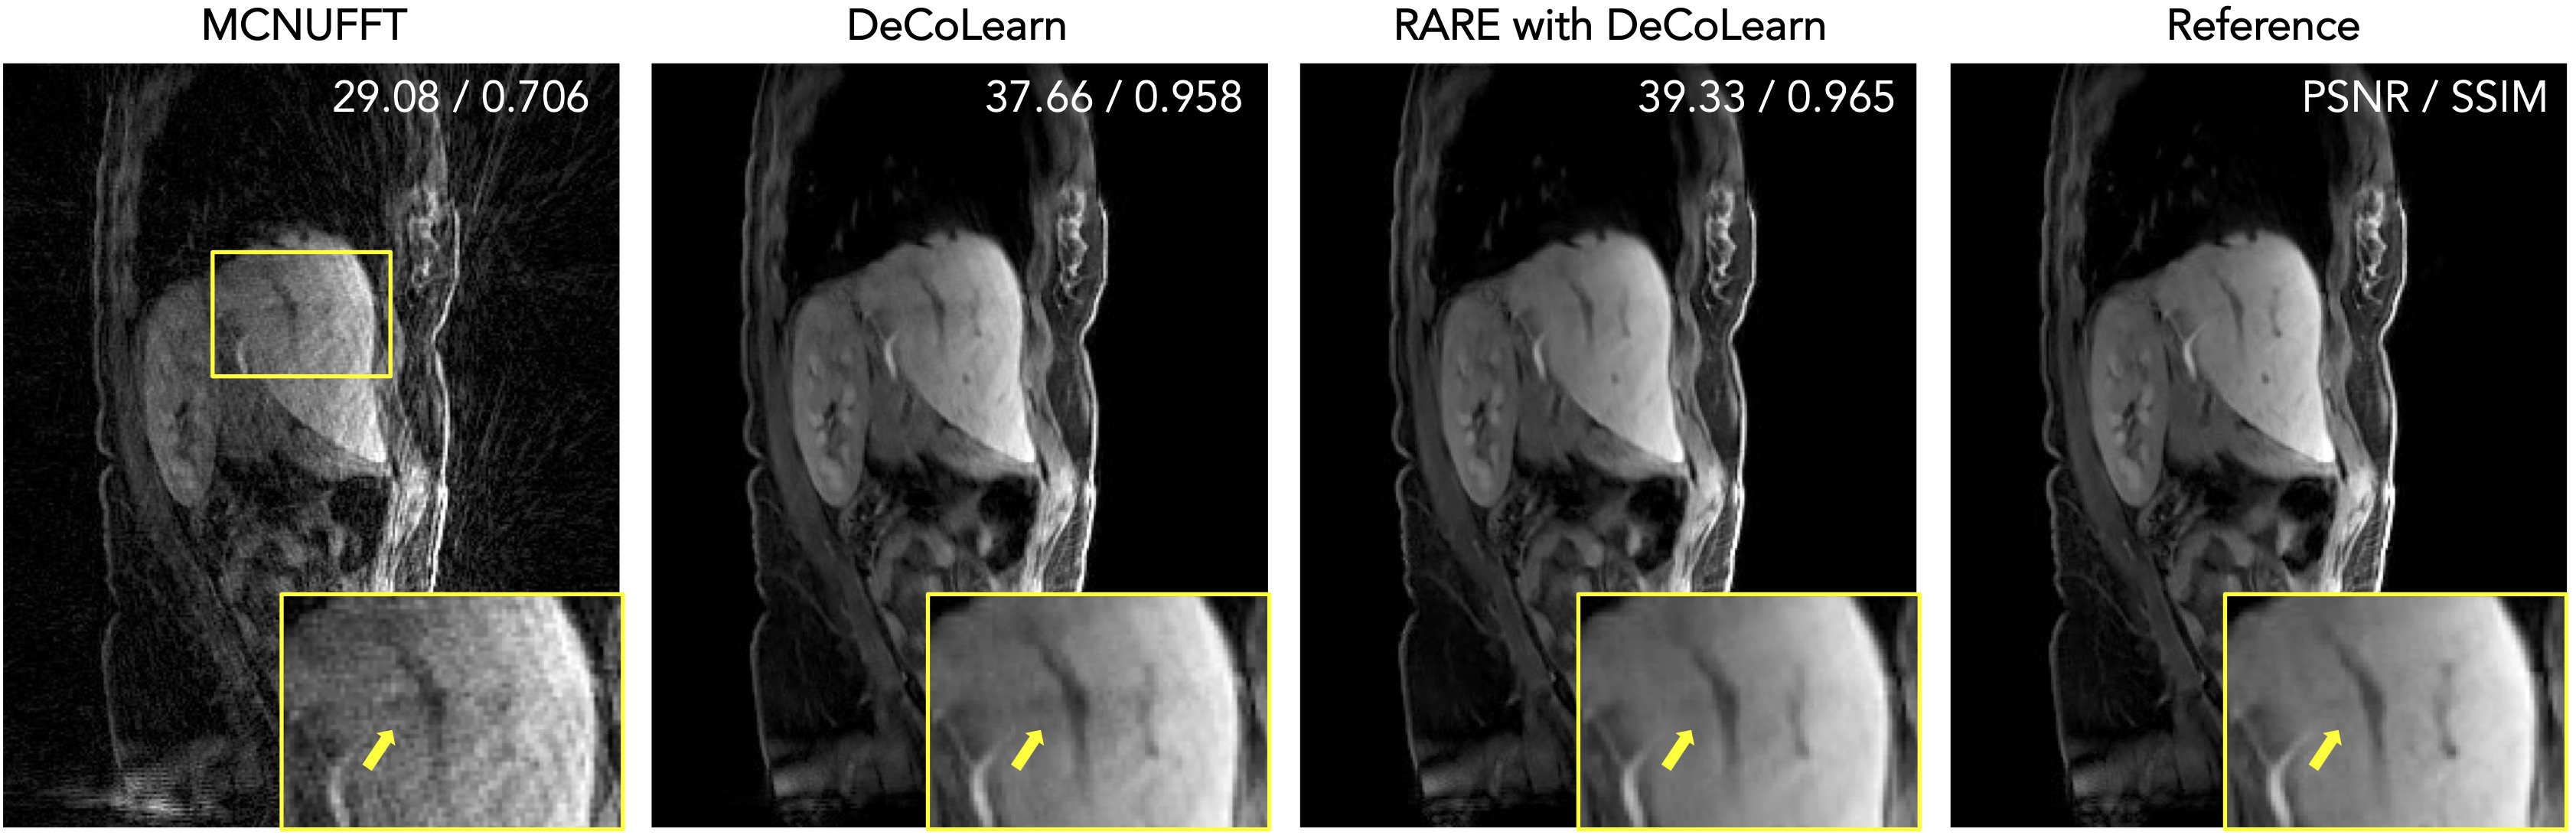 MCNUFFT
DeCoLearn
RARE with DeCoLearn
Reference
29.08 / 0.706
37.66 / 0.958
39.33 / 0.965
PSNR / SSIM